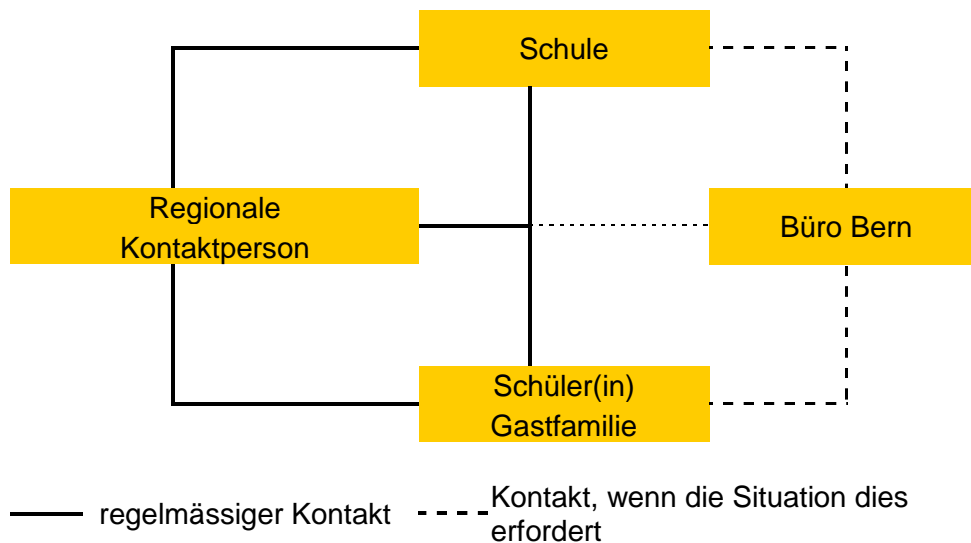 Schule
Regionale
Kontaktperson
Büro Bern
Schüler(in)
Gastfamilie
regelmässiger Kontakt
Kontakt, wenn die Situation dies
erfordert